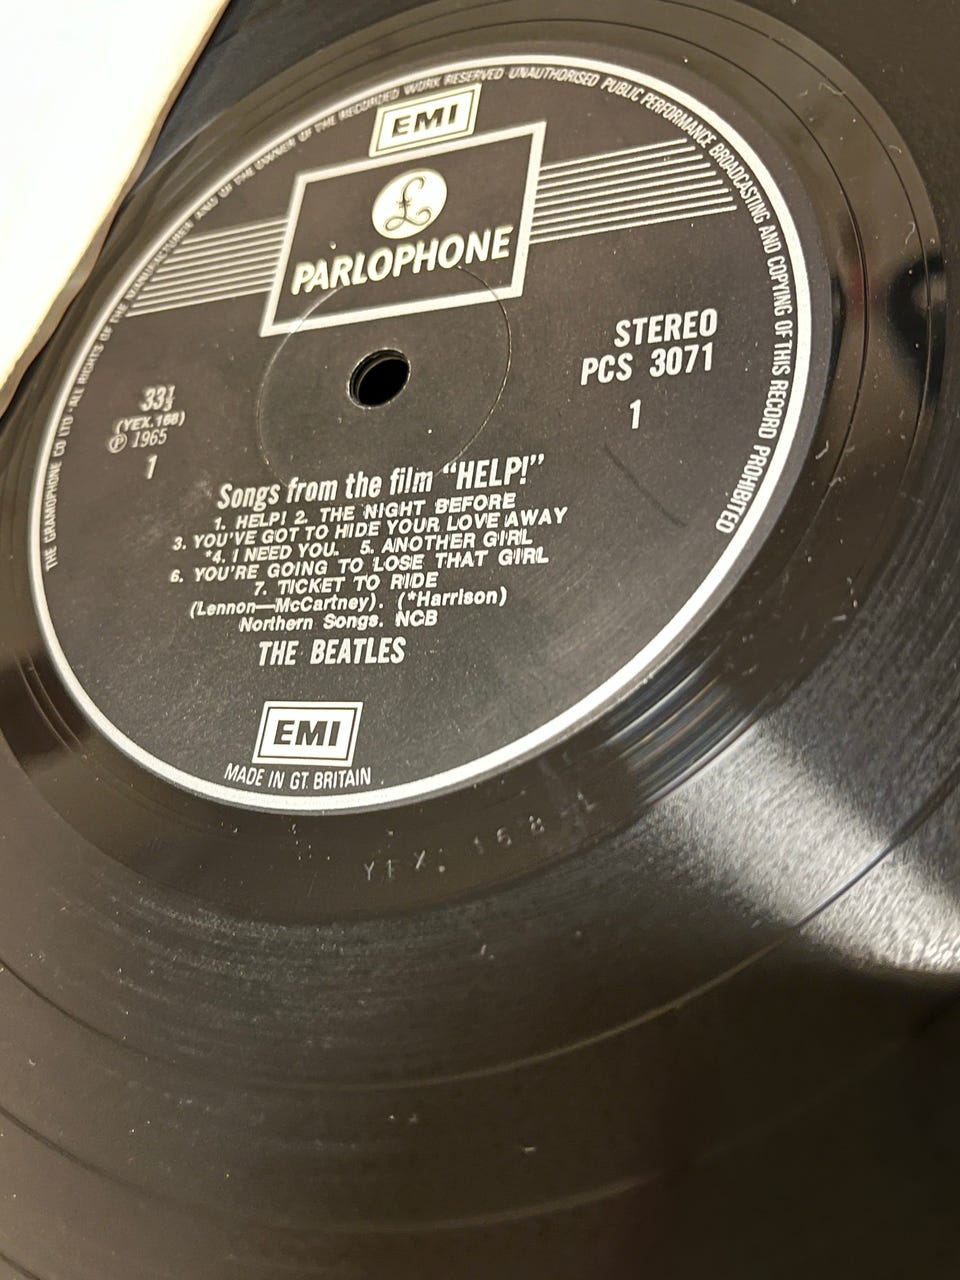 THE GRAMOPHONE CO LTD · ALL RIGHTS OF THE MANUFACTURER AND OF THE OWNER OF THE RECORDED WORK RESERVED · UNAUTHORISED PUBLIC PERFORMANCE BROADCASTING AND COPYING OF THIS RECORD PROHIBITED
EMI
£
PARLOPHONE
STEREO
PCS 3071
1
33⅓
(YEX.168)
℗ 1965
1
Songs from the film “HELP!”
1. HELP! 2. THE NIGHT BEFORE
3. YOU'VE GOT TO HIDE YOUR LOVE AWAY
*4. I NEED YOU. 5. ANOTHER GIRL
6. YOU'RE GOING TO LOSE THAT GIRL
7. TICKET TO RIDE
(Lennon—McCartney). (*Harrison)
Northern Songs. NCB
THE BEATLES
EMI
MADE IN GT. BRITAIN
YEX. 168